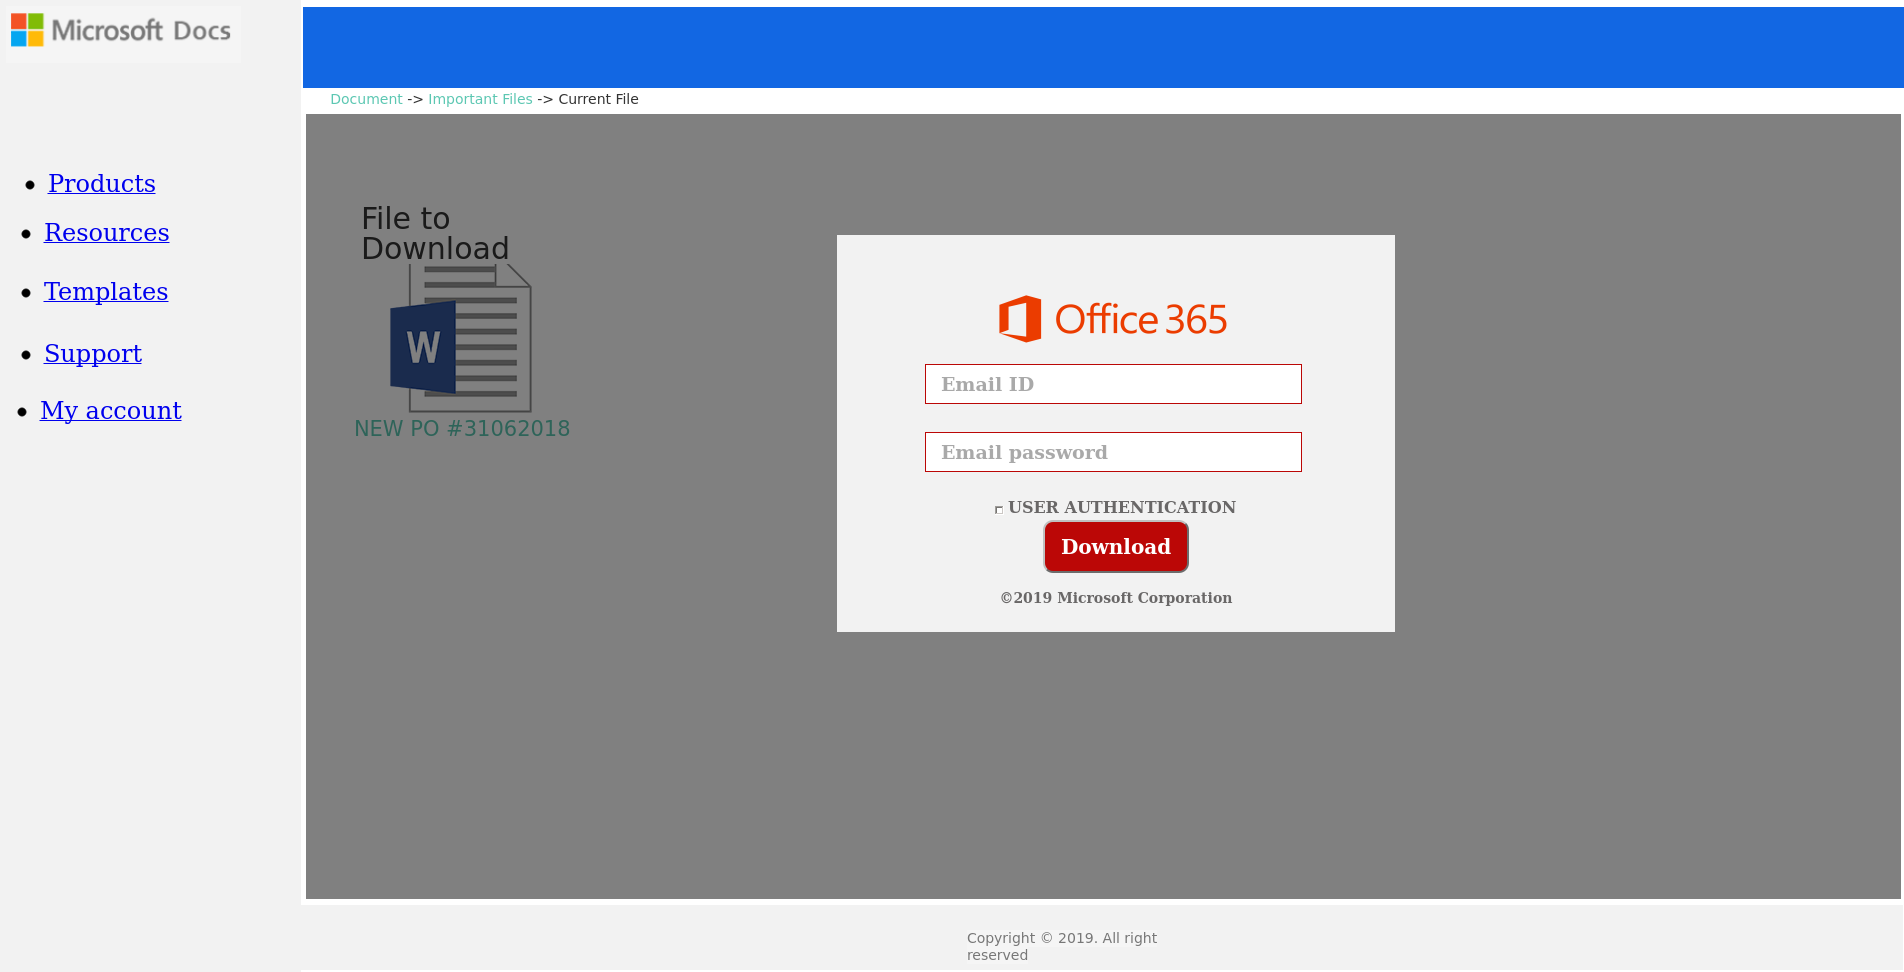 Microsoft Docs
Document -> Important Files -> Current File
Products
Resources
Templates
Support
My account
File to
Download
W
NEW PO #31062018
Office 365
Email ID
Email password
USER AUTHENTICATION
Download
©2019 Microsoft Corporation
Copyright © 2019. All right
reserved